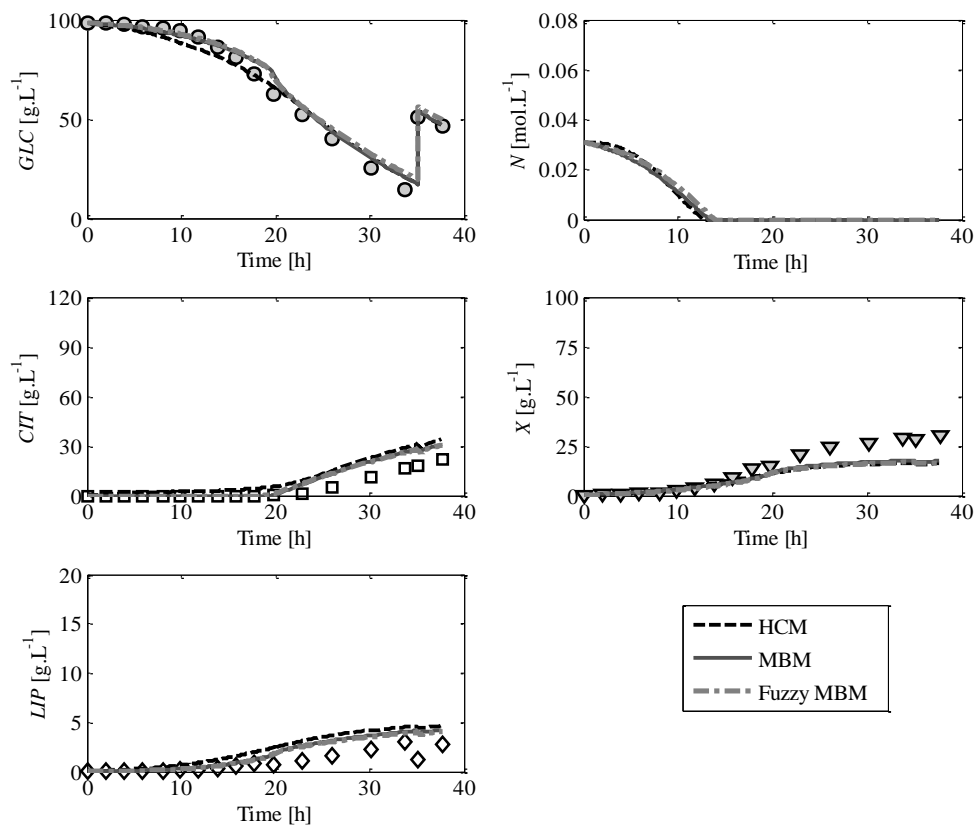 100
50
0
GLC [g.L⁻¹]
0 10 20 30 40
Time [h]
0.08
0.06
0.04
0.02
0
N [mol.L⁻¹]
0 10 20 30 40
Time [h]
120
90
60
30
0
CIT [g.L⁻¹]
0 10 20 30 40
Time [h]
100
75
50
25
0
X [g.L⁻¹]
0 10 20 30 40
Time [h]
20
15
10
5
0
LIP [g.L⁻¹]
0 10 20 30 40
Time [h]
HCM
MBM
Fuzzy MBM